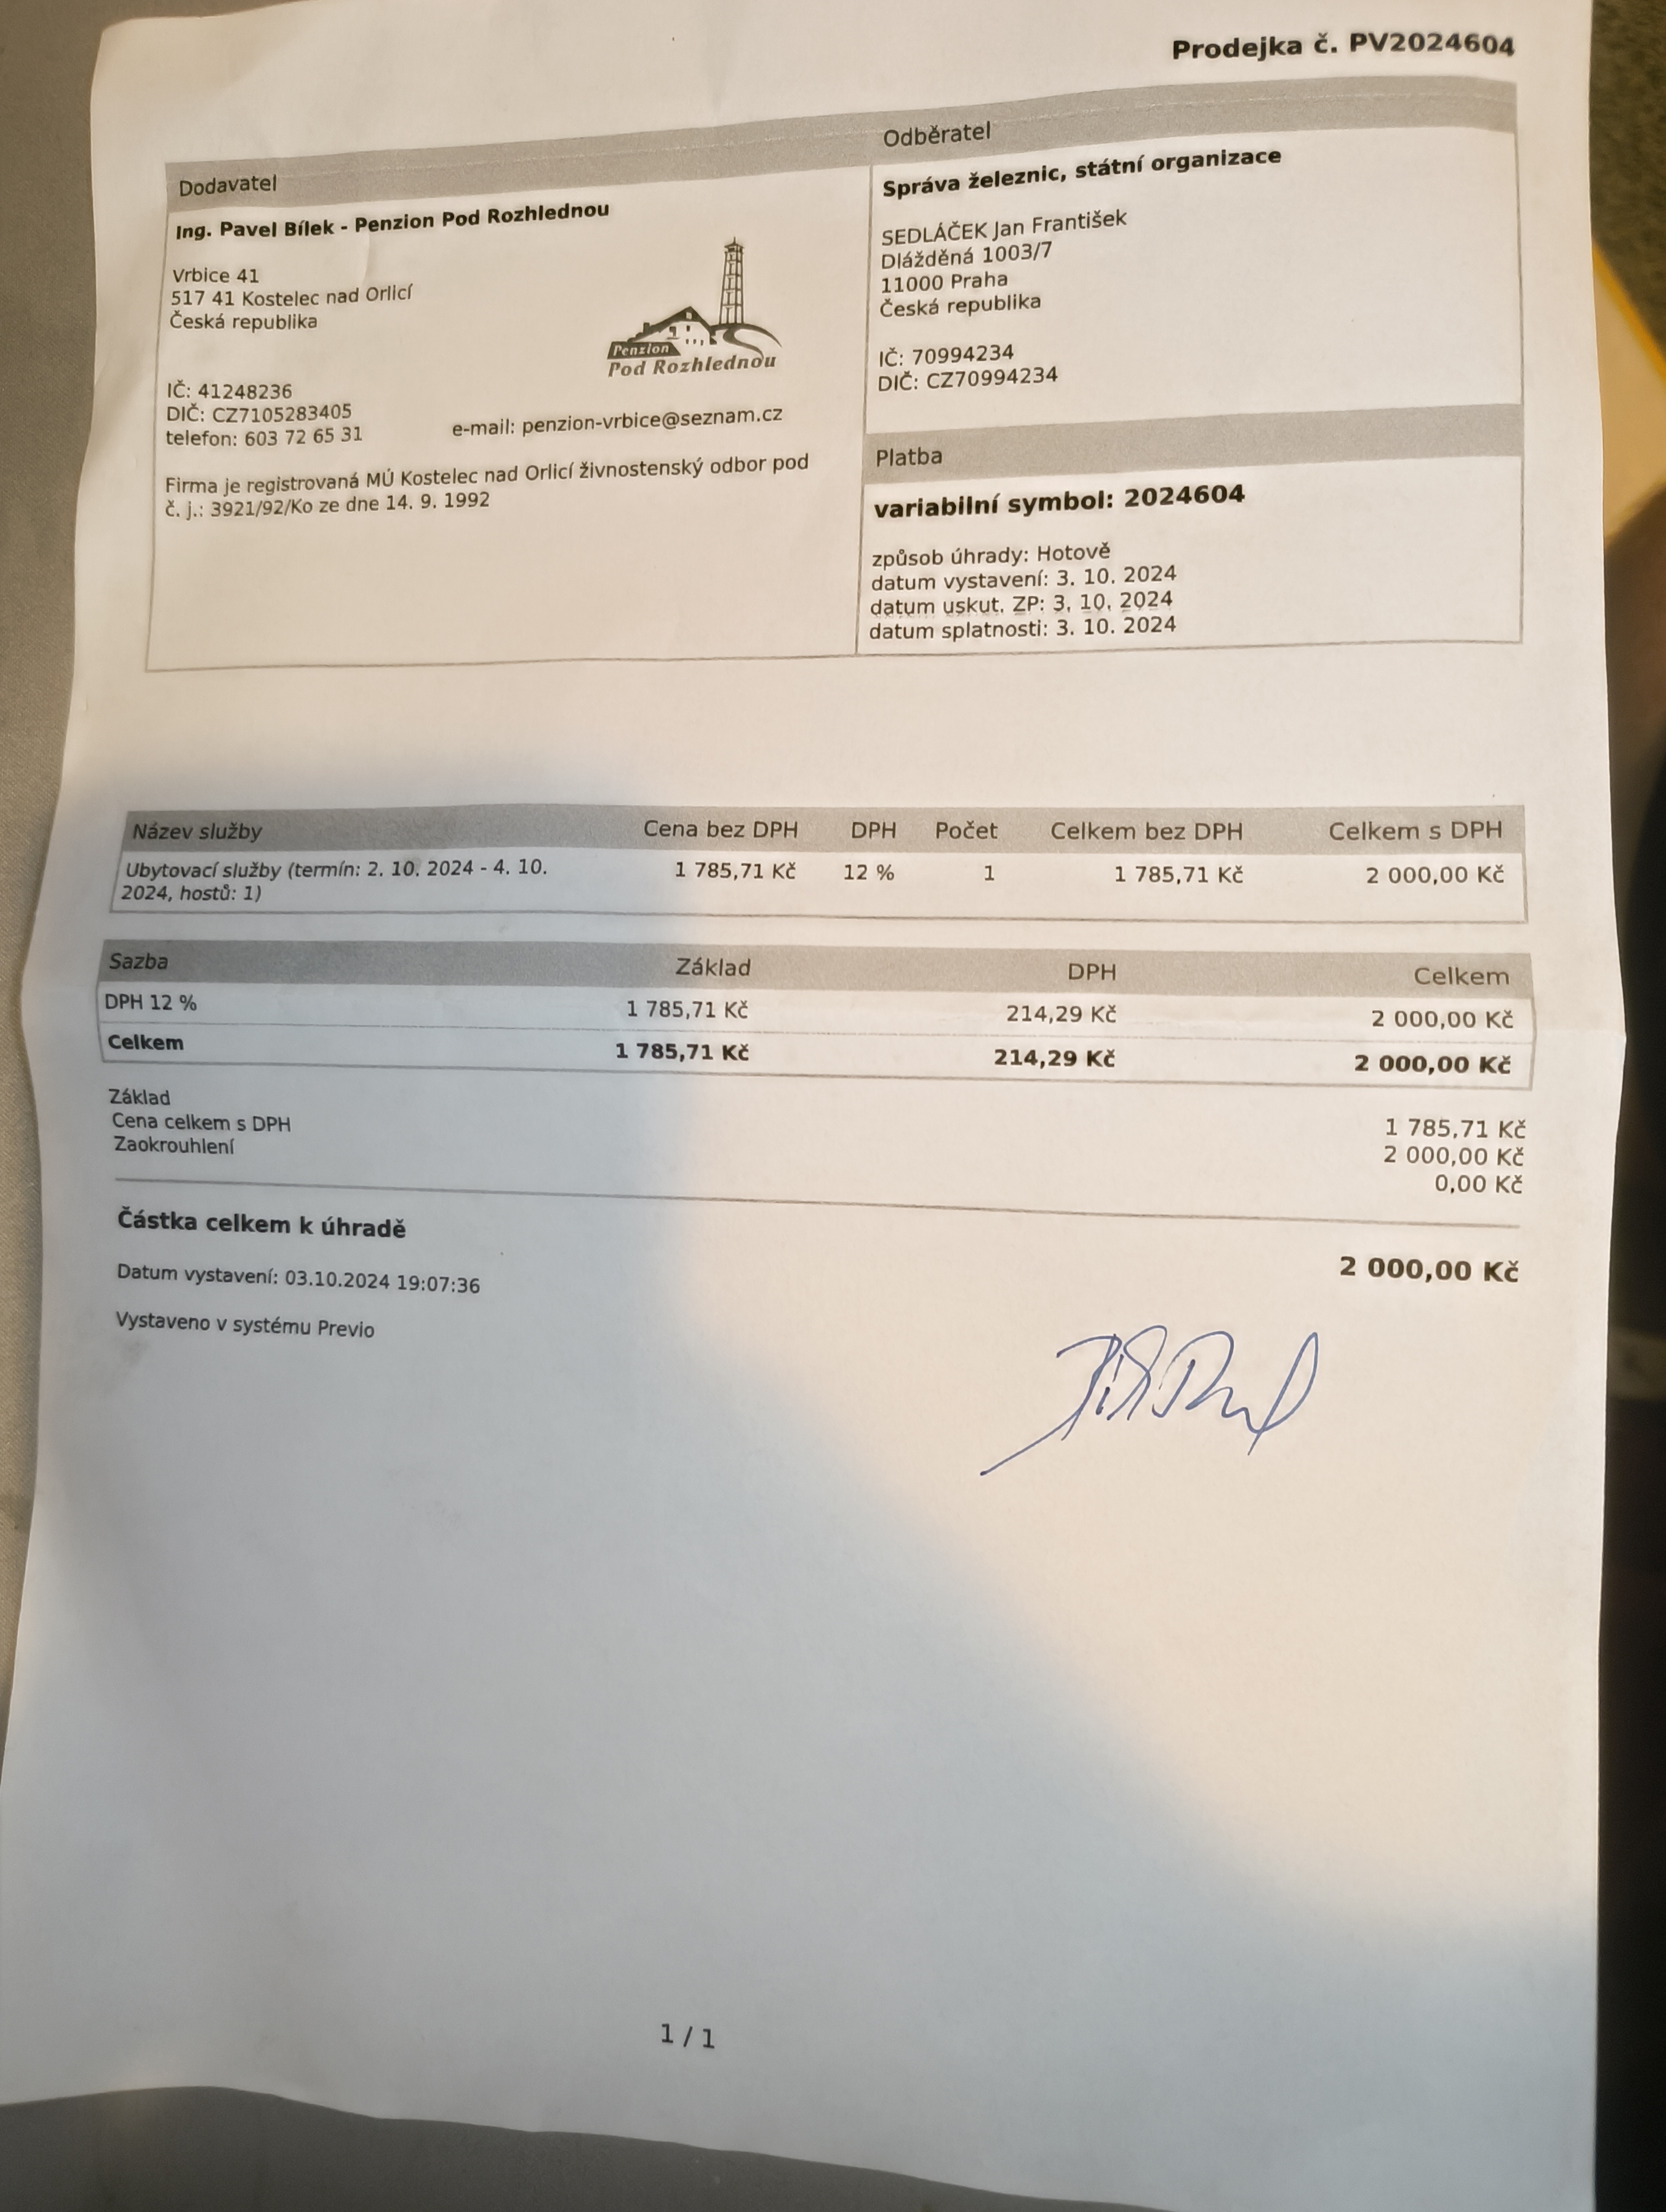 Prodejka č. PV2024604
Dodavatel
Ing. Pavel Bílek - Penzion Pod Rozhlednou
Vrbice 41
517 41 Kostelec nad Orlicí
Česká republika
Penzion
Pod Rozhlednou
IČ: 41248236
DIČ: CZ7105283405
telefon: 603 72 65 31 e-mail: penzion-vrbice@seznam.cz
Firma je registrovaná MÚ Kostelec nad Orlicí živnostenský odbor pod
č. j.: 3921/92/Ko ze dne 14. 9. 1992
Odběratel
Správa železnic, státní organizace
SEDLÁČEK Jan František
Dlážděná 1003/7
11000 Praha
Česká republika
IČ: 70994234
DIČ: CZ70994234
Platba
variabilní symbol: 2024604
způsob úhrady: Hotově
datum vystavení: 3. 10. 2024
datum uskut. ZP: 3. 10. 2024
datum splatnosti: 3. 10. 2024
Název služby Cena bez DPH DPH Počet Celkem bez DPH Celkem s DPH
Ubytovací služby (termín: 2. 10. 2024 - 4. 10. 1 785,71 Kč 12 % 1 1 785,71 Kč 2 000,00 Kč
2024, hostů: 1)
Sazba Základ DPH Celkem
DPH 12 % 1 785,71 Kč 214,29 Kč 2 000,00 Kč
Celkem 1 785,71 Kč 214,29 Kč 2 000,00 Kč
Základ 1 785,71 Kč
Cena celkem s DPH 2 000,00 Kč
Zaokrouhlení 0,00 Kč
Částka celkem k úhradě 2 000,00 Kč
Datum vystavení: 03.10.2024 19:07:36
Vystaveno v systému Previo
1 / 1